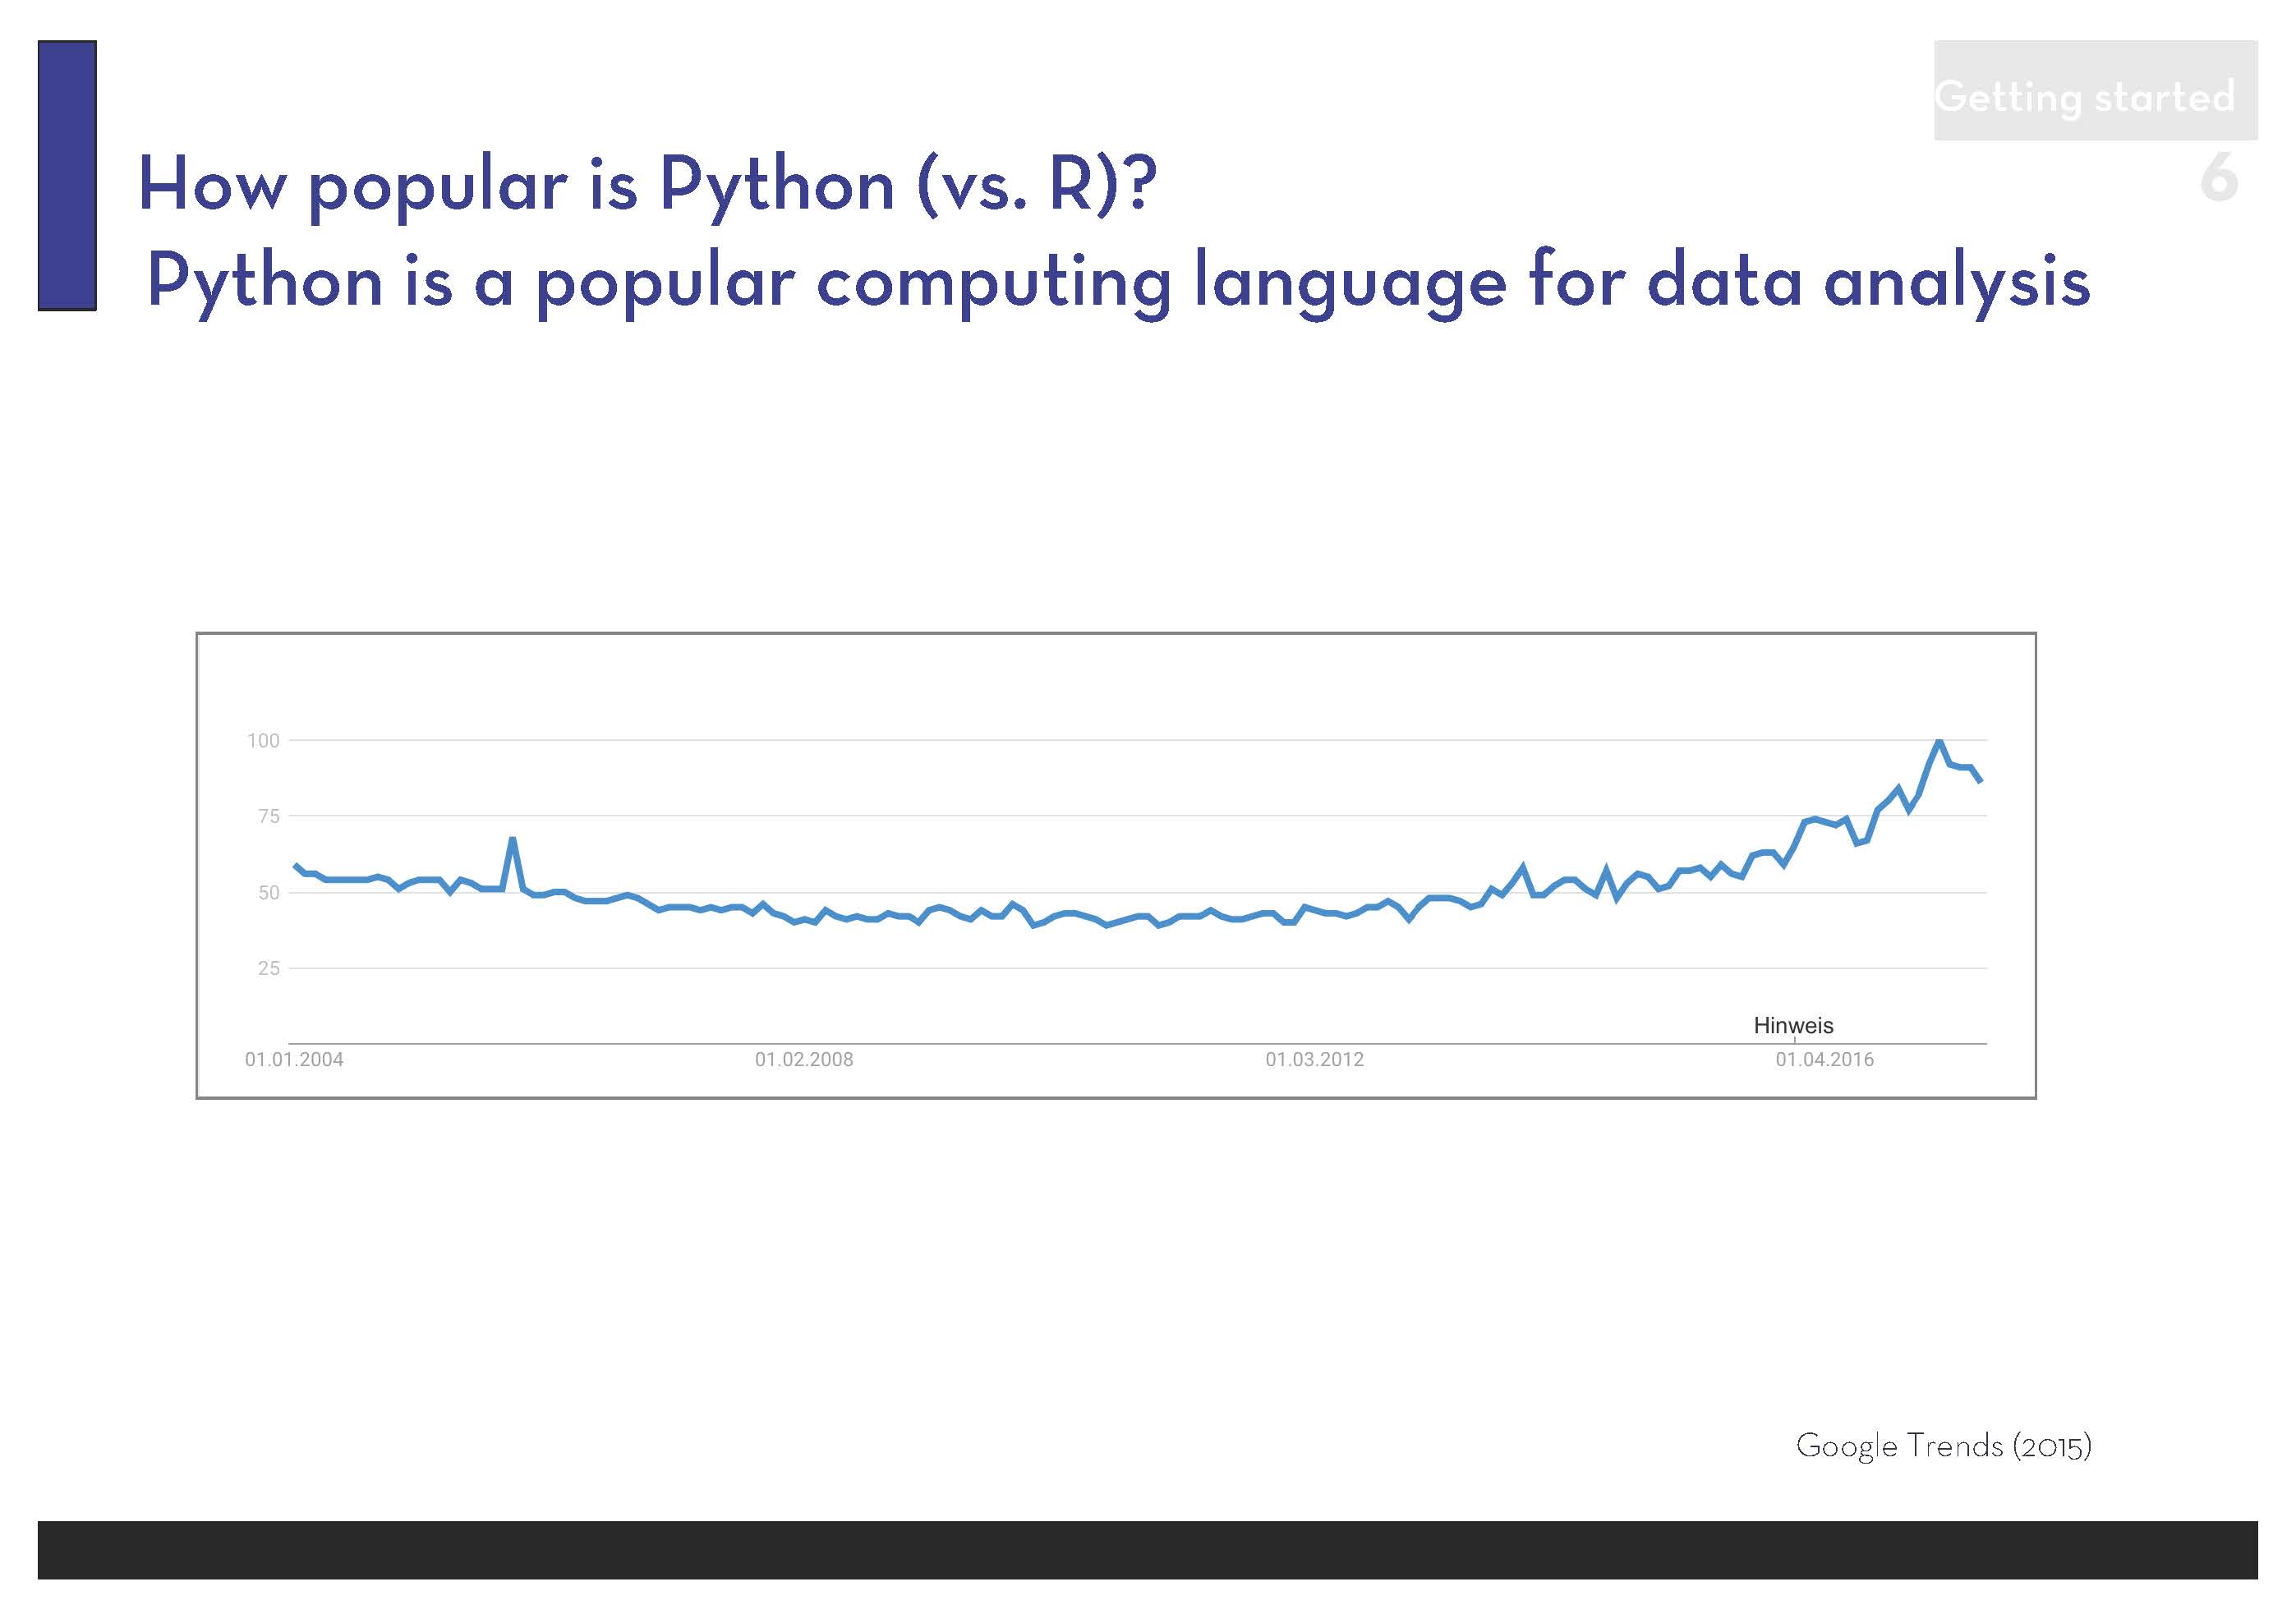 Getting started
6
How popular is Python (vs. R)?
Python is a popular computing language for data analysis
100
75
50
25
Hinweis
01.01.2004
01.02.2008
01.03.2012
01.04.2016
Google Trends (2015)